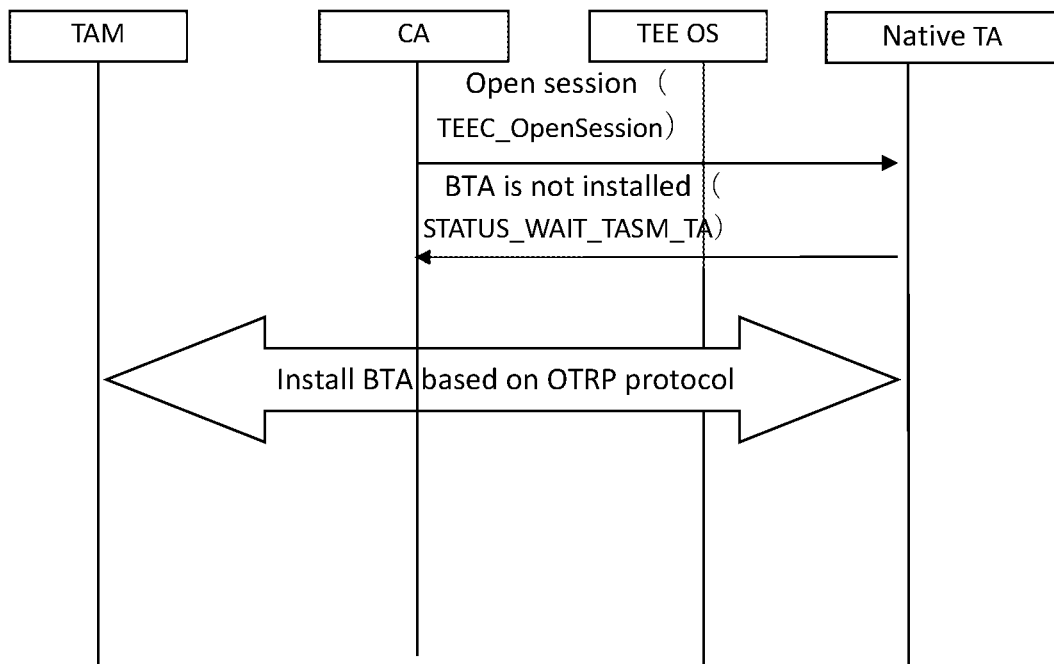 TAM
CA
TEE OS
Native TA
Open session （
TEEC_OpenSession）
BTA is not installed （
STATUS_WAIT_TASM_TA）
Install BTA based on OTRP protocol